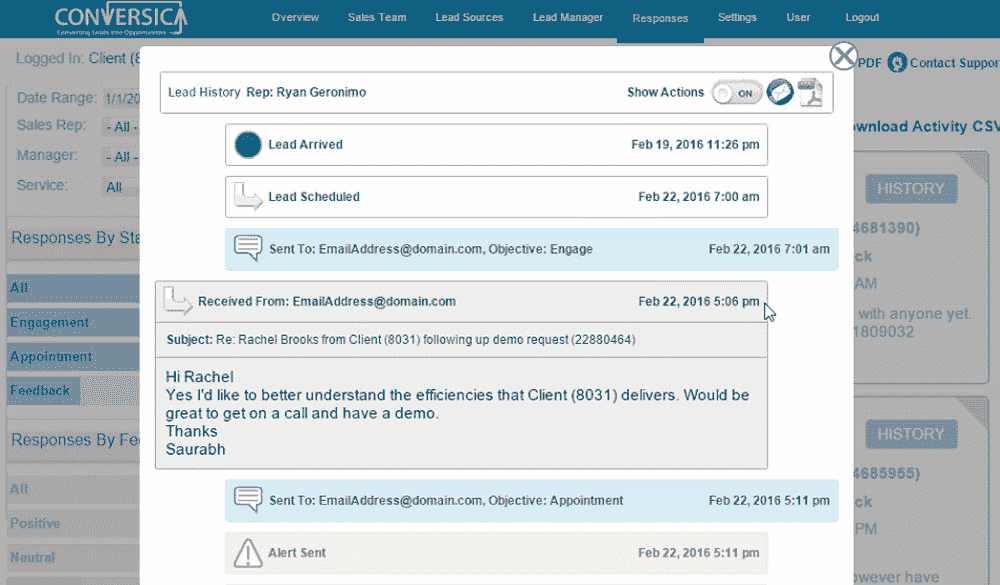 CONVERSICA
Converting Leads into Opportunities
Overview Sales Team Lead Sources Lead Manager Responses Settings User Logout
Logged In: Client (8
PDF Contact Suppor
Lead History Rep: Ryan Geronimo Show Actions ON
Date Range: 1/1/20
Sales Rep: - All -
Manager: - All -
Service: All
wnload Activity CSV
Lead Arrived Feb 19, 2016 11:26 pm
Lead Scheduled Feb 22, 2016 7:00 am
HISTORY
4681390)
ck
AM
with anyone yet.
1809032
Responses By Sta
Sent To: EmailAddress@domain.com, Objective: Engage Feb 22, 2016 7:01 am
All
Engagement
Appointment
Feedback
Received From: EmailAddress@domain.com Feb 22, 2016 5:06 pm
Subject: Re: Rachel Brooks from Client (8031) following up demo request (22880464)
Hi Rachel
Yes I'd like to better understand the efficiencies that Client (8031) delivers. Would be
great to get on a call and have a demo.
Thanks
Saurabh
Responses By Fe
All
Positive
Neutral
HISTORY
4685955)
ck
PM
owever have
Sent To: EmailAddress@domain.com, Objective: Appointment Feb 22, 2016 5:11 pm
Alert Sent Feb 22, 2016 5:11 pm